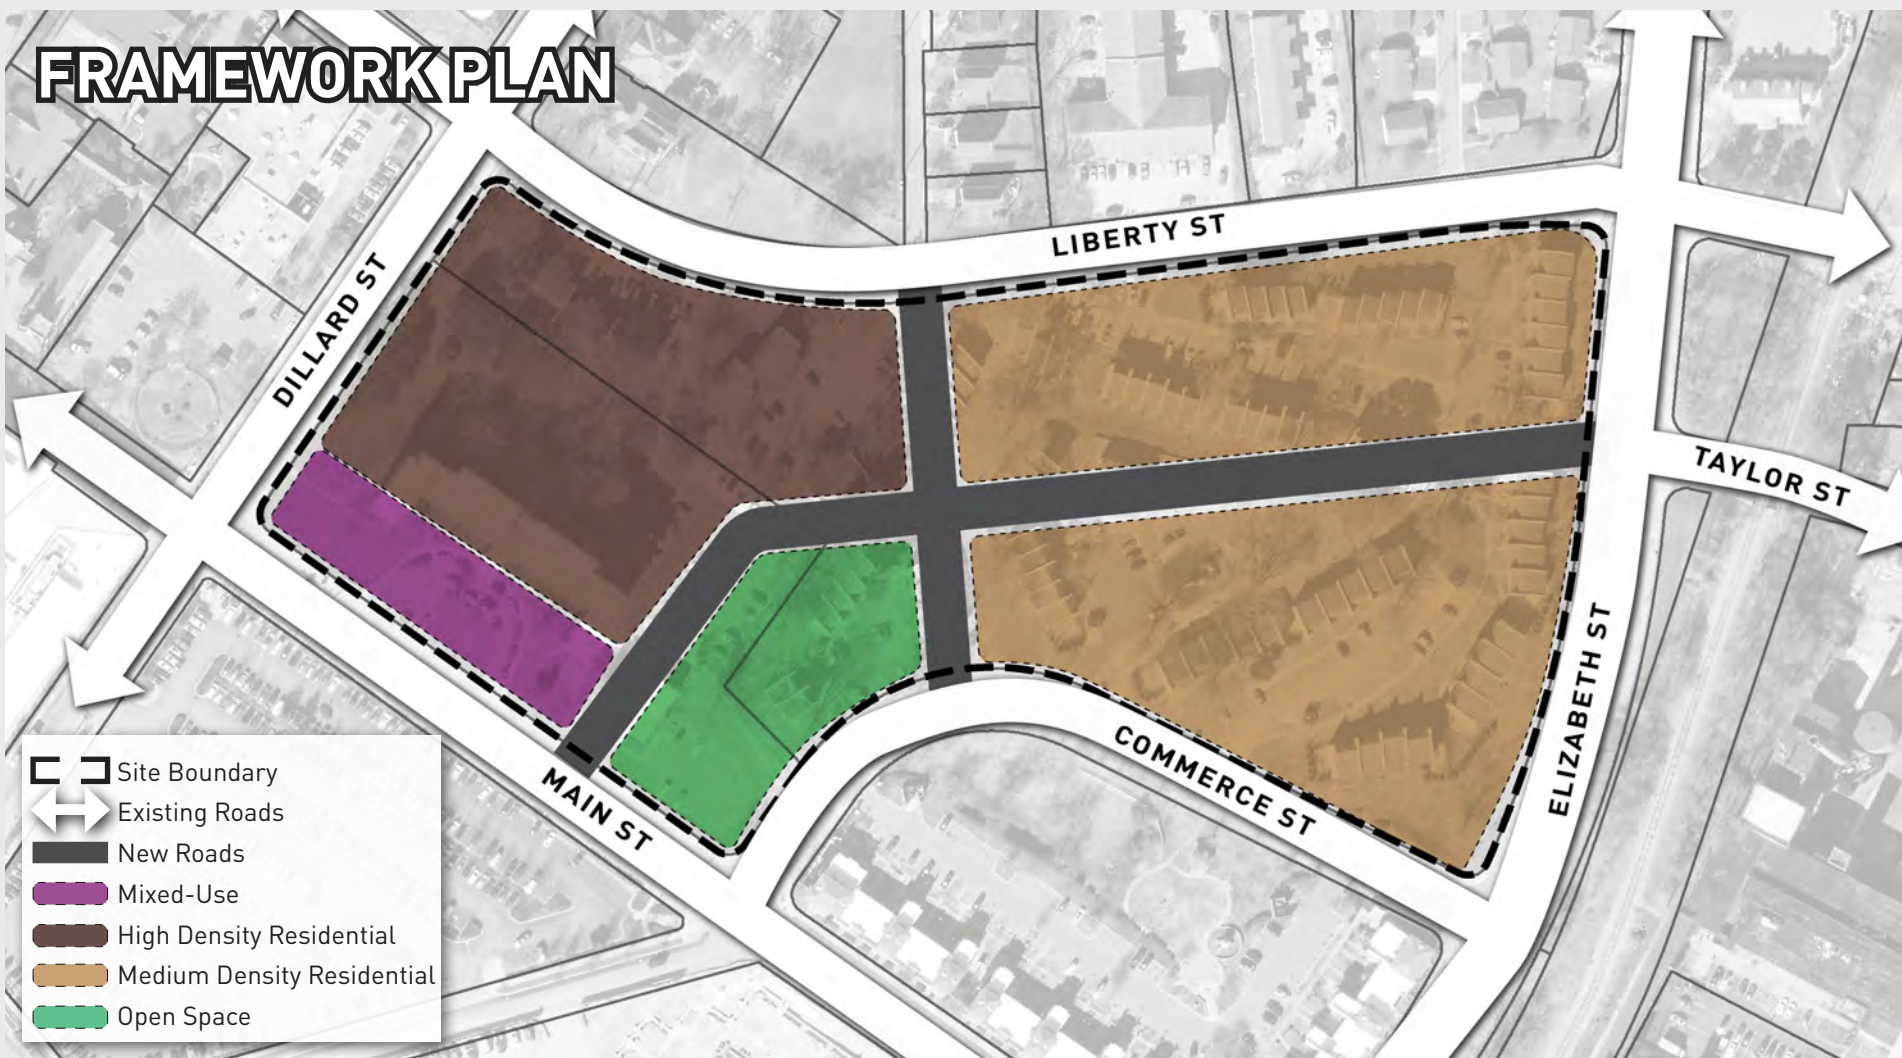 FRAMEWORK PLAN
LIBERTY ST
DILLARD ST
TAYLOR ST
ELIZABETH ST
COMMERCE ST
MAIN ST
Site Boundary
Existing Roads
New Roads
Mixed-Use
High Density Residential
Medium Density Residential
Open Space